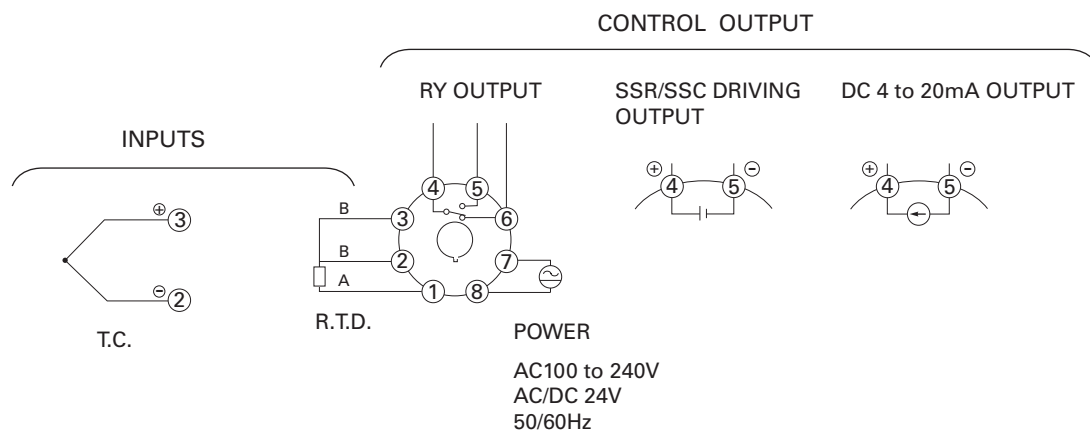 CONTROL OUTPUT
RY OUTPUT
SSR/SSC DRIVING
OUTPUT
DC 4 to 20mA OUTPUT
INPUTS
⊕ 3
⊖ 2
T.C.
B
B
A
R.T.D.
4 5
3 6
2 7
1 8
⊕ ⊖
4 5
⊕ ⊖
4 5
POWER
AC100 to 240V
AC/DC 24V
50/60Hz